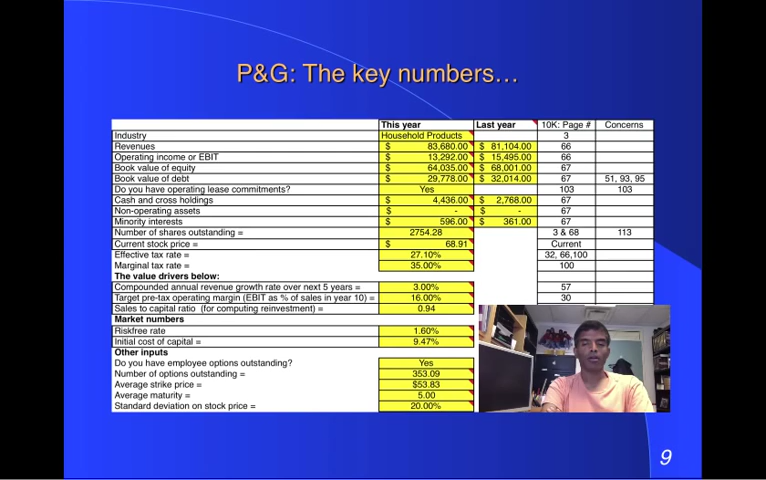 P&G: The key numbers…
This year Last year 10K: Page # Concerns
Industry Household Products 3
Revenues $ 83,680.00 $ 81,104.00 66
Operating income or EBIT $ 13,292.00 $ 15,495.00 66
Book value of equity $ 64,035.00 $ 68,001.00 67
Book value of debt $ 29,778.00 $ 32,014.00 67 51, 93, 95
Do you have operating lease commitments? Yes 103 103
Cash and cross holdings $ 4,436.00 $ 2,768.00 67
Non-operating assets $ - $ - 67
Minority interests $ 596.00 $ 361.00 67
Number of shares outstanding = 2754.28 3 & 68 113
Current stock price = $ 68.91 Current
Effective tax rate = 27.10% 32, 66,100
Marginal tax rate = 35.00% 100
The value drivers below:
Compounded annual revenue growth rate over next 5 years = 3.00% 57
Target pre-tax operating margin (EBIT as % of sales in year 10) = 16.00% 30
Sales to capital ratio (for computing reinvestment) = 0.94
Market numbers
Riskfree rate 1.60%
Initial cost of capital = 9.47%
Other inputs
Do you have employee options outstanding? Yes
Number of options outstanding = 353.09
Average strike price = $53.83
Average maturity = 5.00
Standard deviation on stock price = 20.00%
9